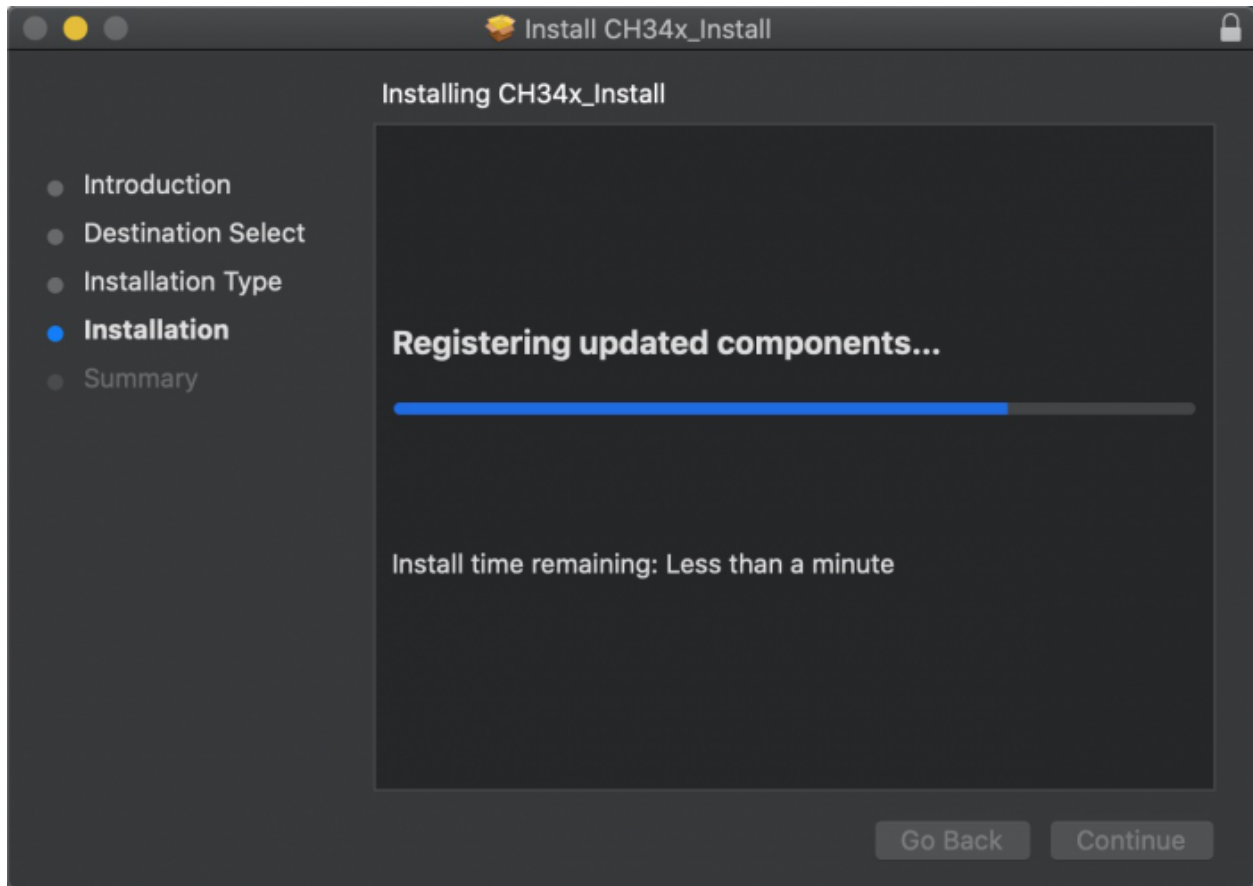 Install CH34x_Install
Installing CH34x_Install
Introduction
Destination Select
Installation Type
Installation
Summary
Registering updated components...
Install time remaining: Less than a minute
Go Back
Continue